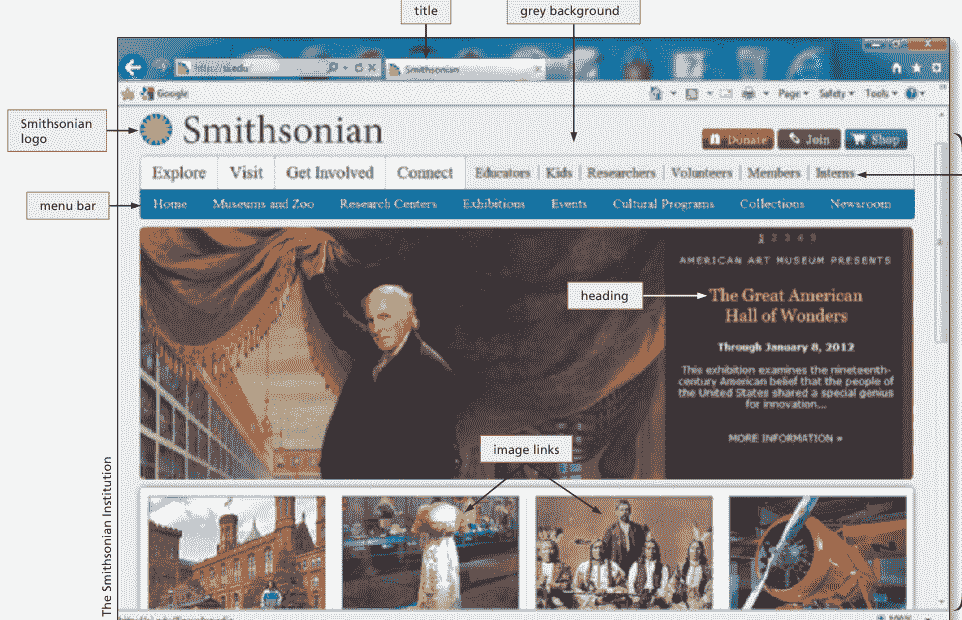 title
grey background
http://si.edu
Smithsonian
Google
Page
Safety
Tools
Smithsonian
logo
Smithsonian
Donate
Join
Shop
Explore Visit Get Involved Connect Educators Kids Researchers Volunteers Members Interns
menu bar
Home Museums and Zoo Research Centers Exhibitions Events Cultural Programs Collections Newsroom
1 2 3 4 5
AMERICAN ART MUSEUM PRESENTS
heading
The Great American
Hall of Wonders
Through January 8, 2012
This exhibition examines the nineteenth-
century American belief that the people of
the United States shared a special genius
for innovation...
MORE INFORMATION »
image links
The Smithsonian Institution